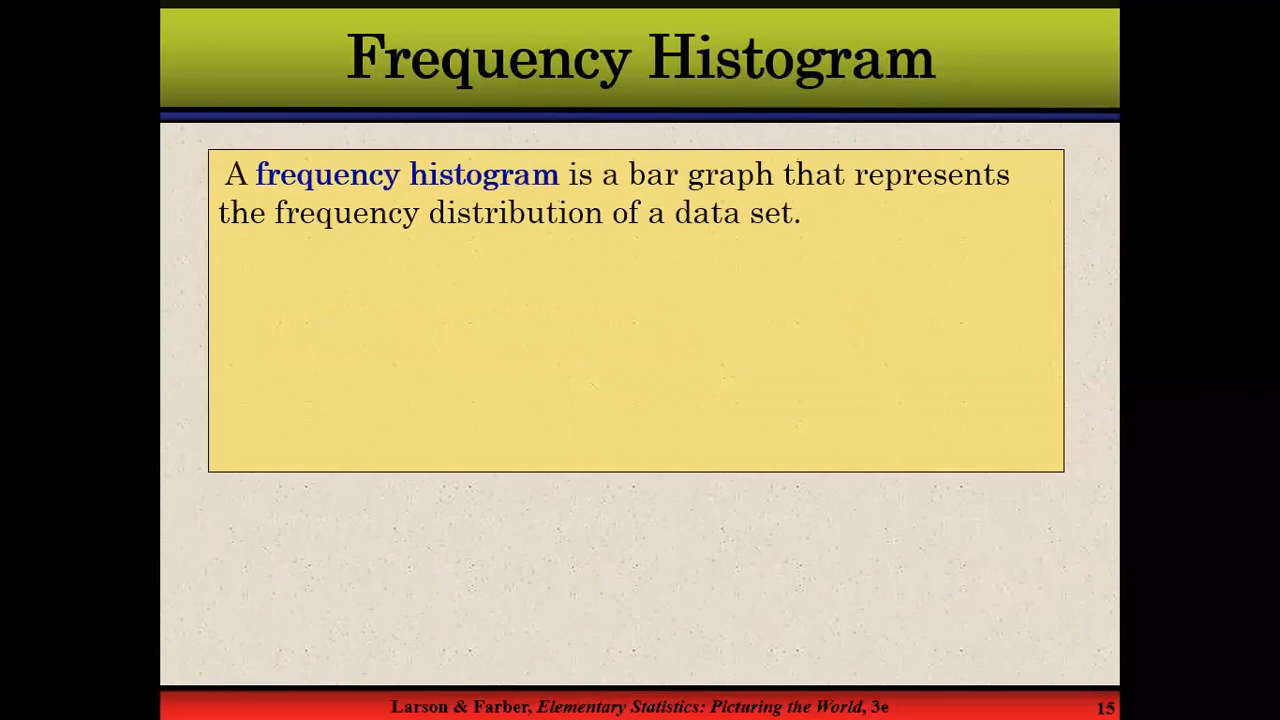 Frequency Histogram
A frequency histogram is a bar graph that represents
the frequency distribution of a data set.
Larson & Farber, Elementary Statistics: Picturing the World, 3e
15